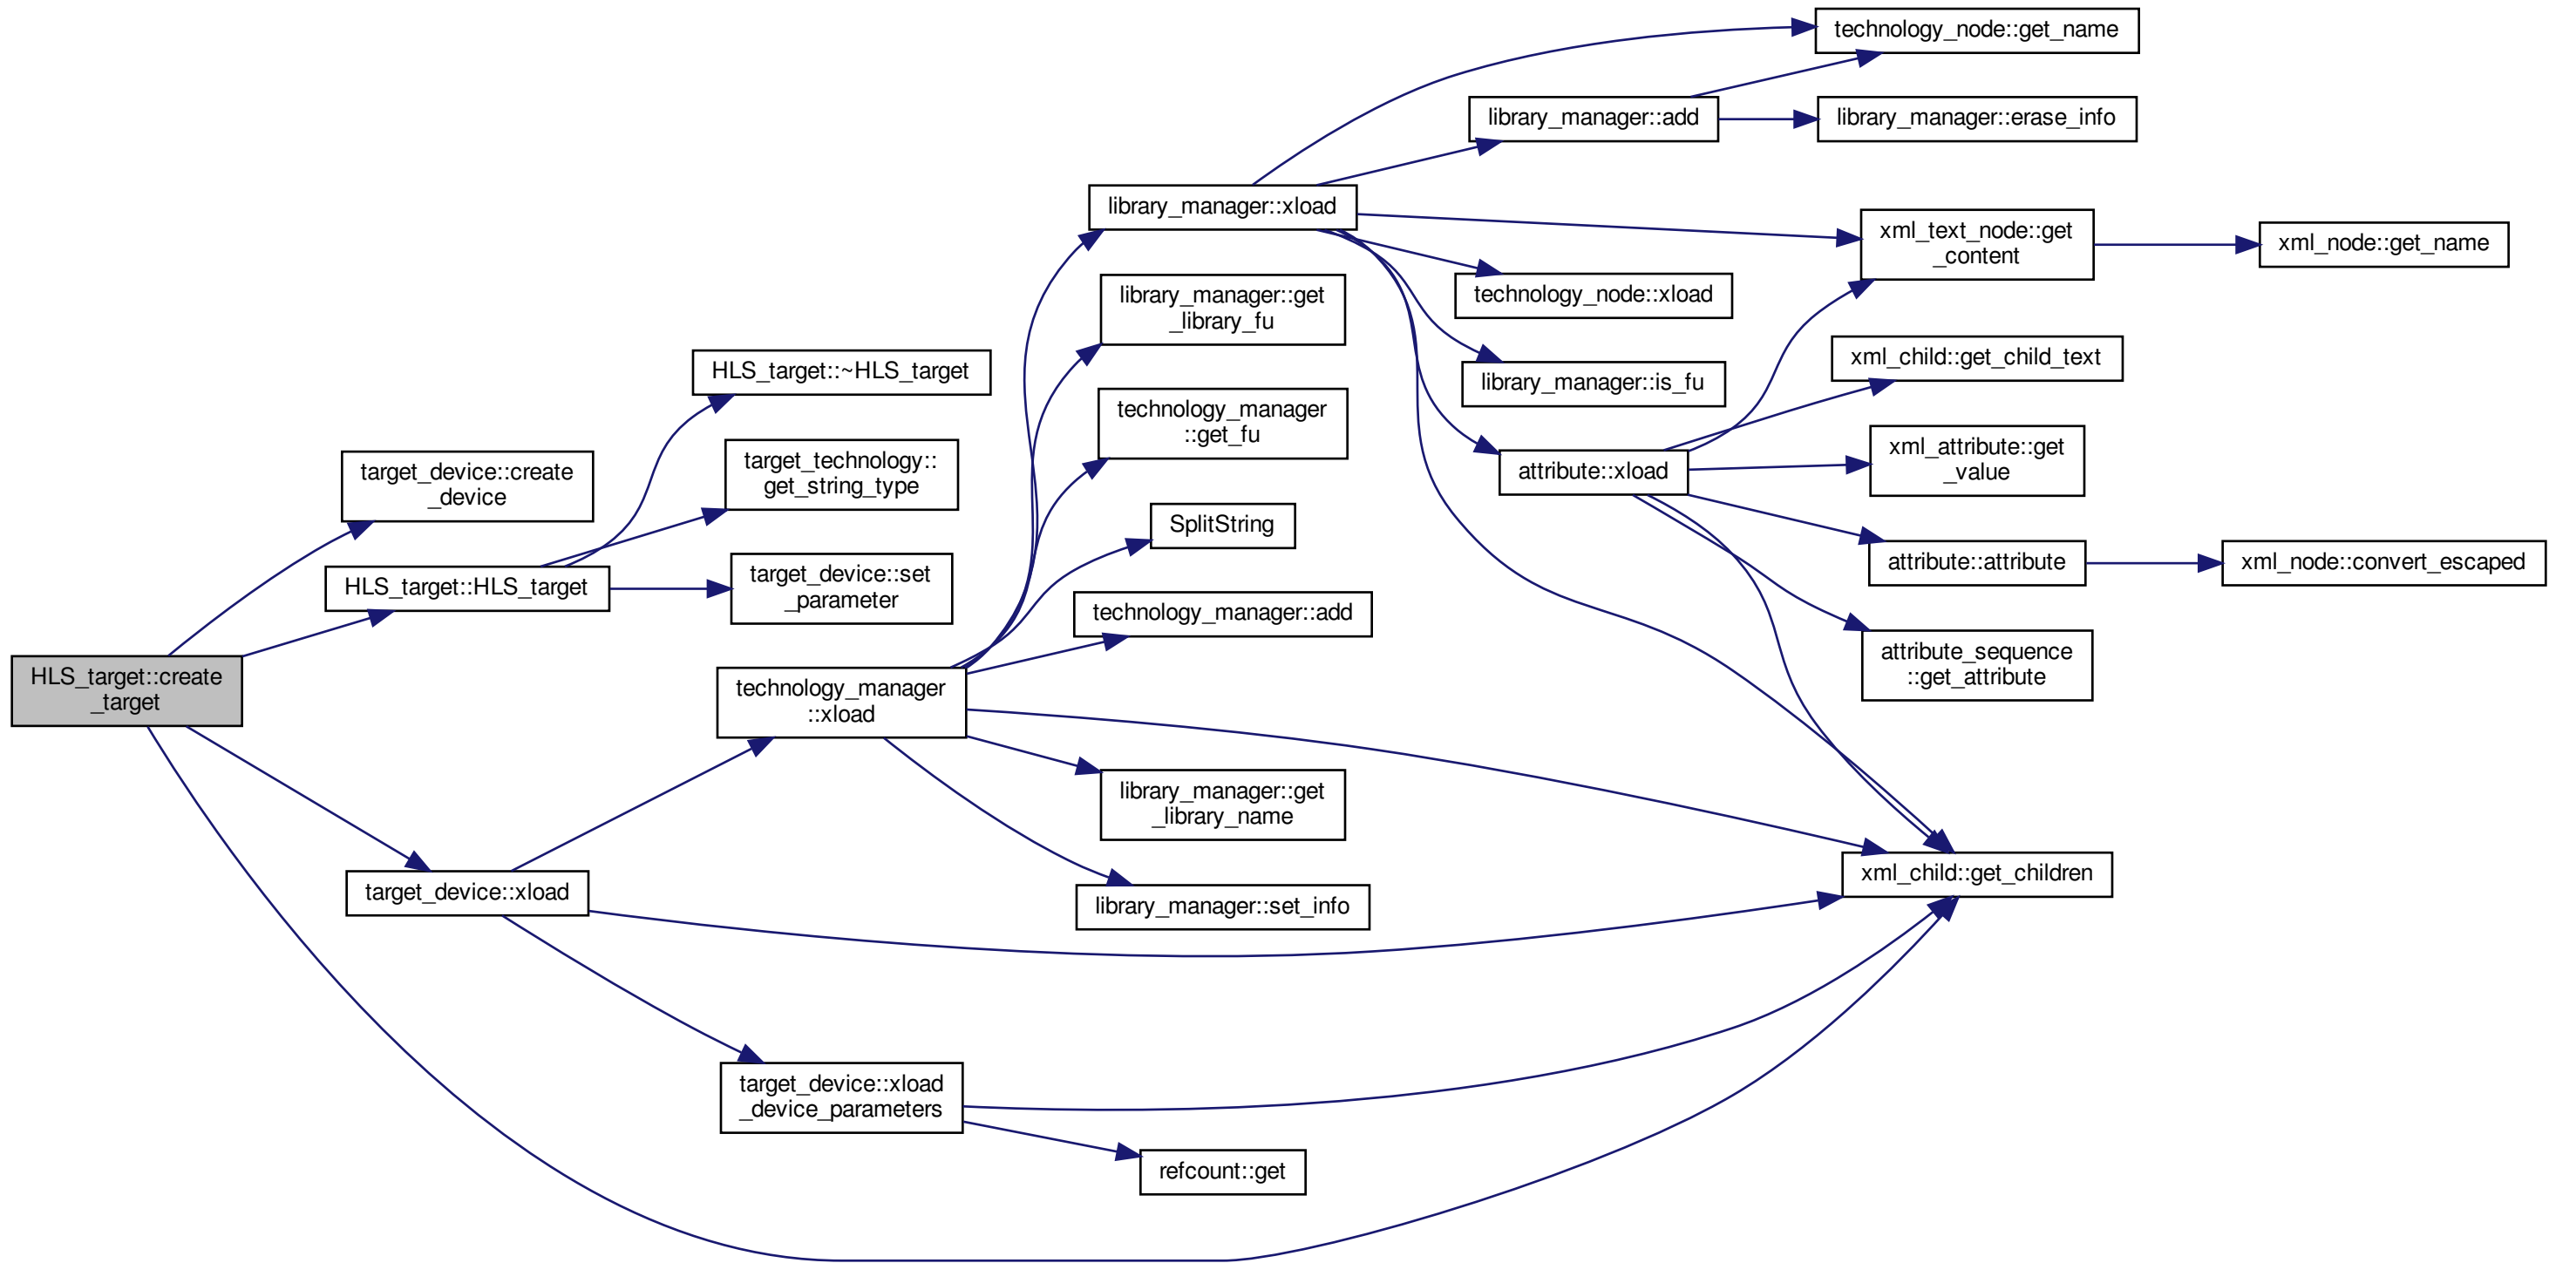 HLS_target::create
_target
target_device::create
_device
HLS_target::HLS_target
target_device::xload
HLS_target::~HLS_target
target_technology::
get_string_type
target_device::set
_parameter
technology_manager
::xload
target_device::xload
_device_parameters
library_manager::xload
library_manager::get
_library_fu
technology_manager
::get_fu
SplitString
technology_manager::add
library_manager::get
_library_name
library_manager::set_info
refcount::get
library_manager::add
technology_node::xload
library_manager::is_fu
attribute::xload
technology_node::get_name
library_manager::erase_info
xml_text_node::get
_content
xml_child::get_child_text
xml_attribute::get
_value
attribute::attribute
attribute_sequence
::get_attribute
xml_child::get_children
xml_node::get_name
xml_node::convert_escaped